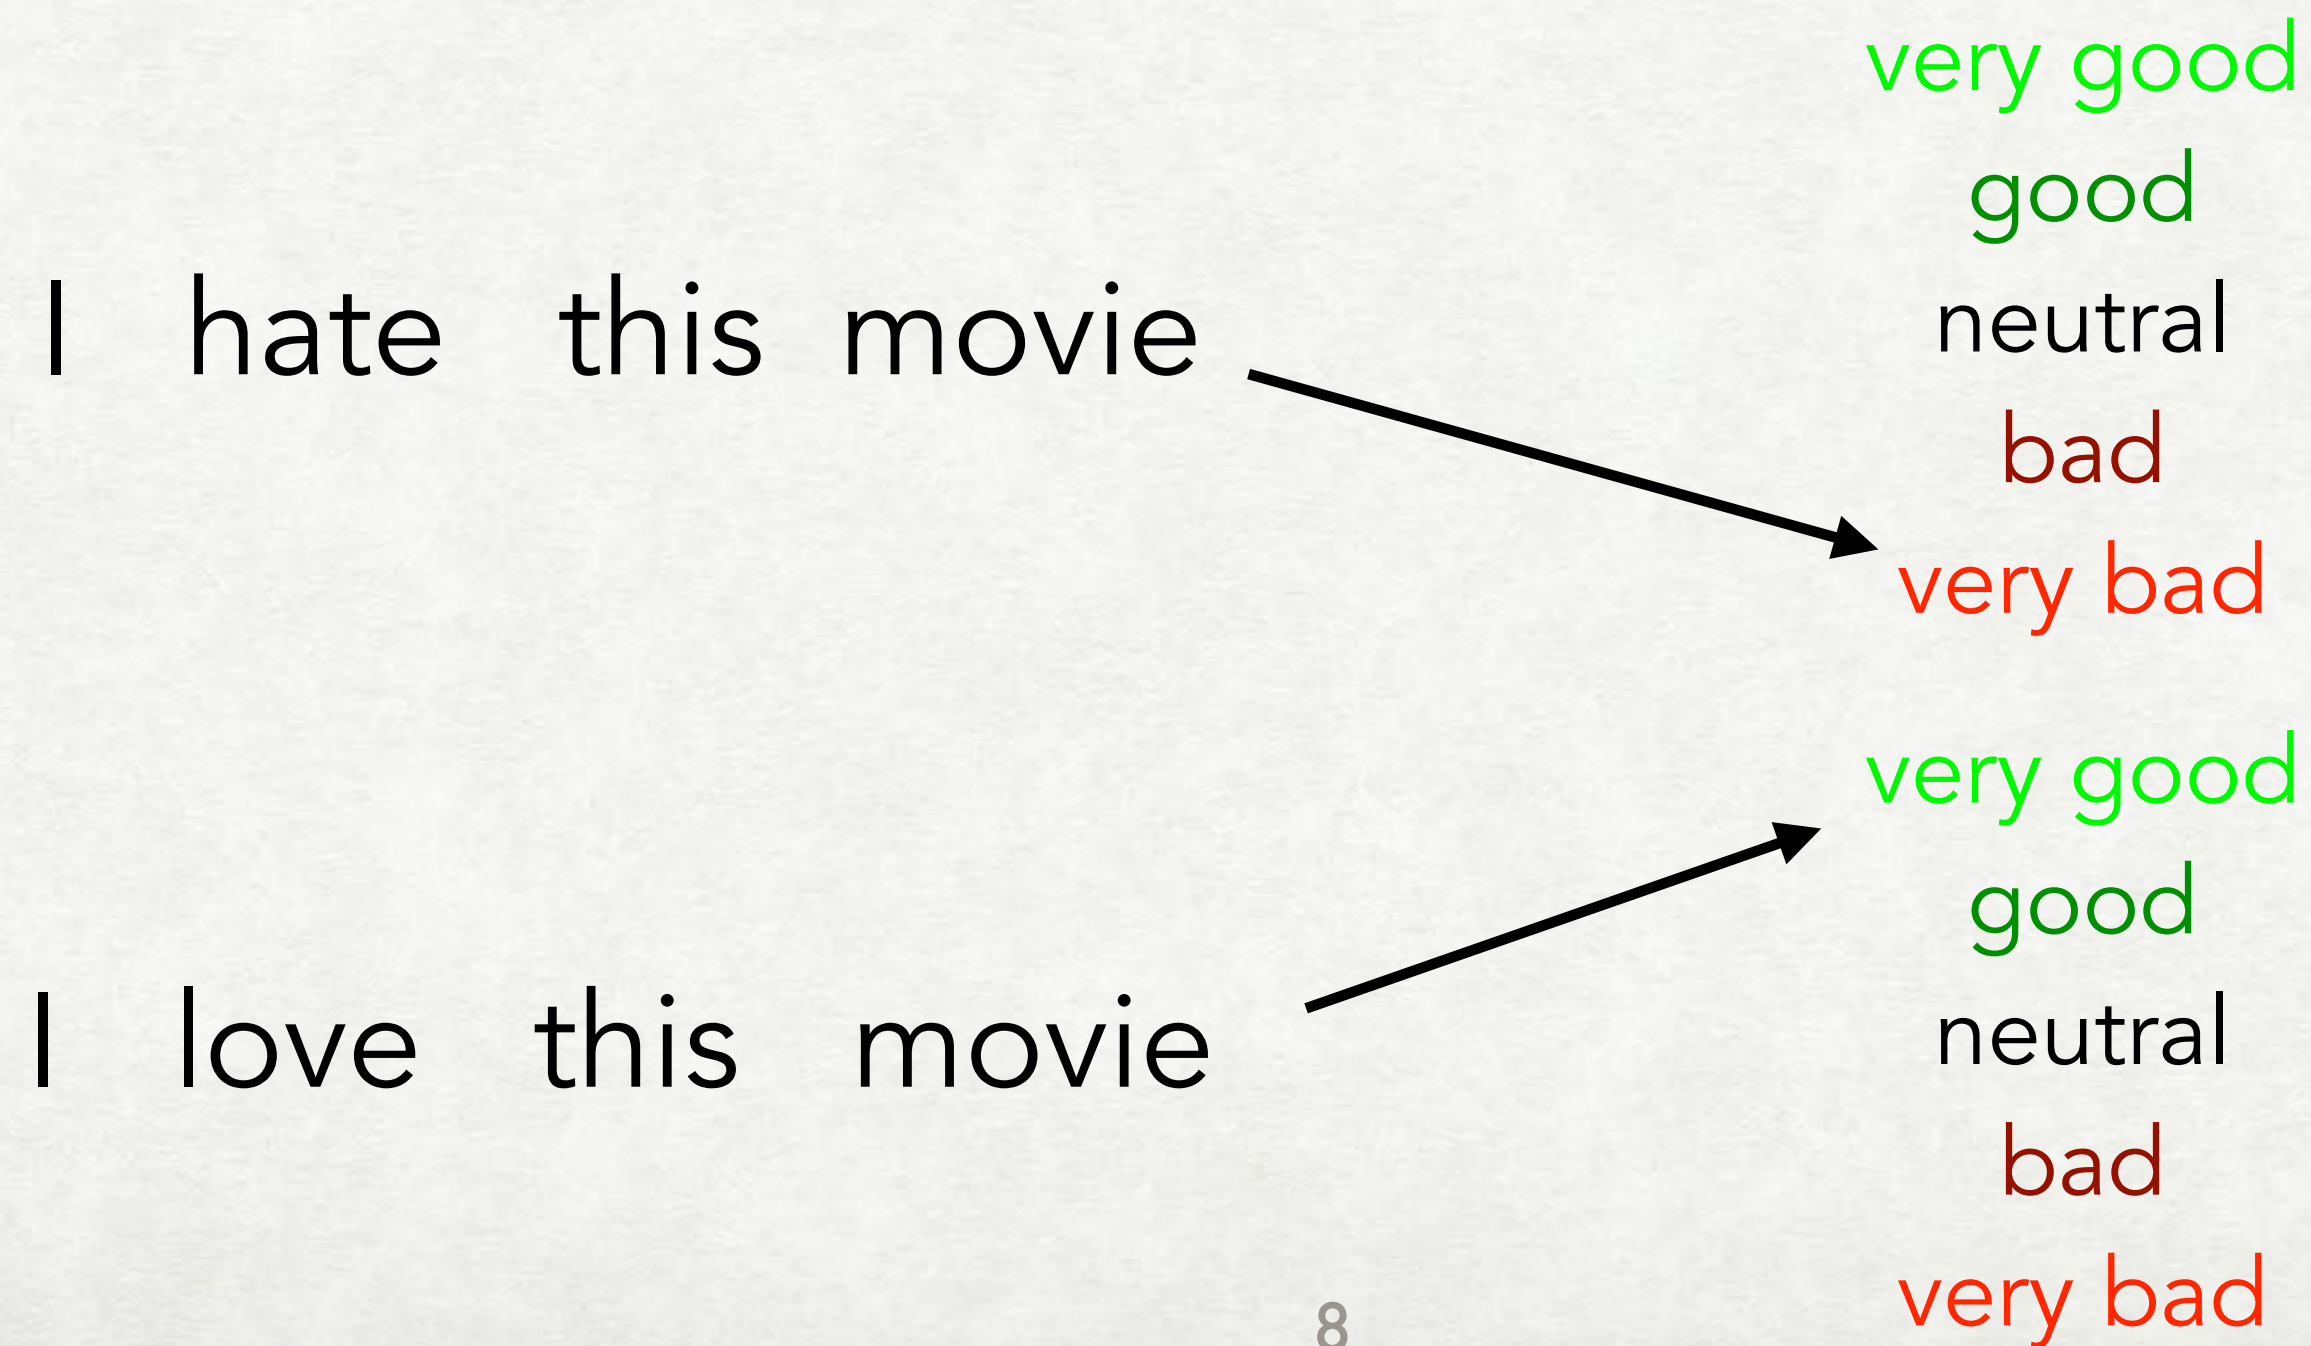 very good
good
I hate this movie
neutral
bad
very bad
very good
good
I love this movie
neutral
bad
very bad
8